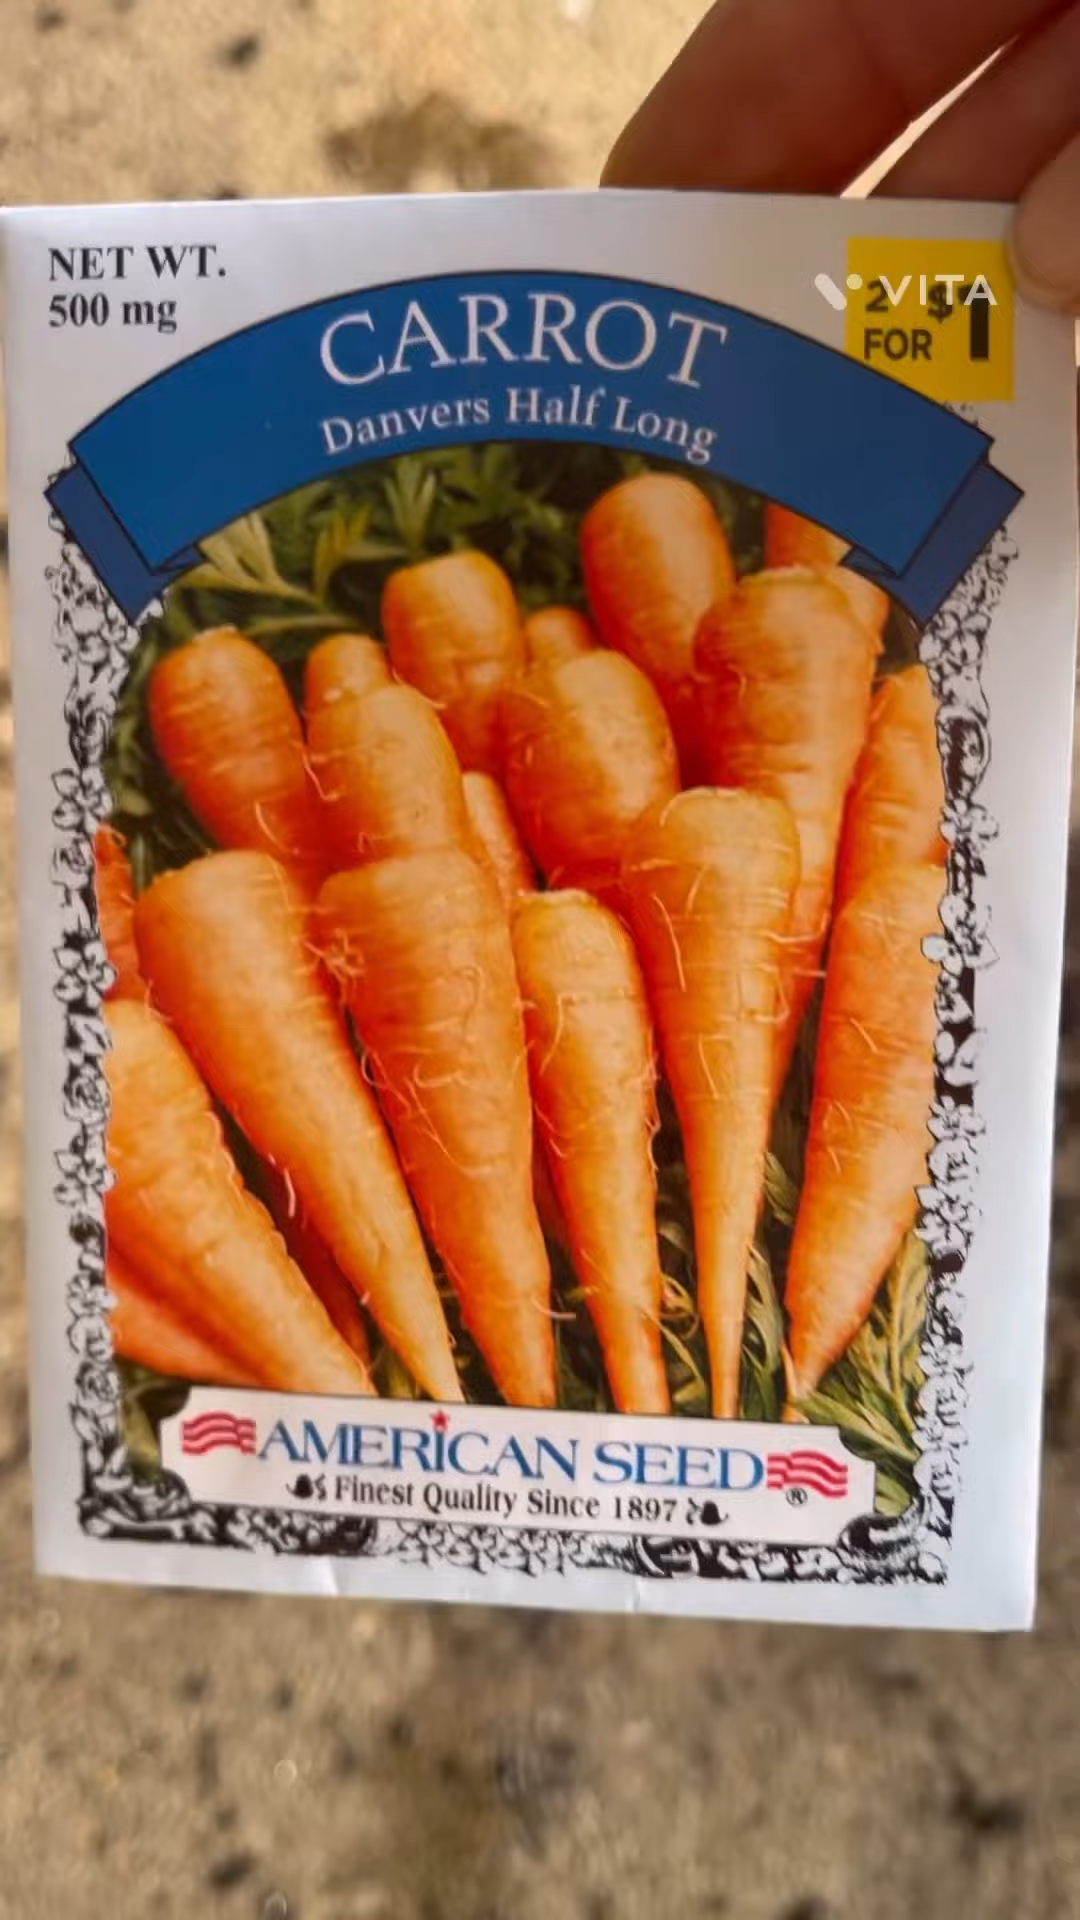 NET WT.
500 mg
CARROT
Danvers Half Long
2 FOR $1
VITA
AMERICAN SEED®
Finest Quality Since 1897